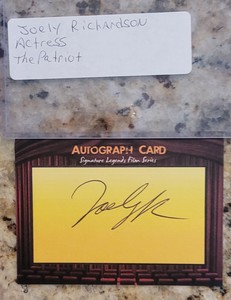 Joely Richardson
Actress
The Patriot
AUTOGRAPH CARD
Signature Legends Film Series